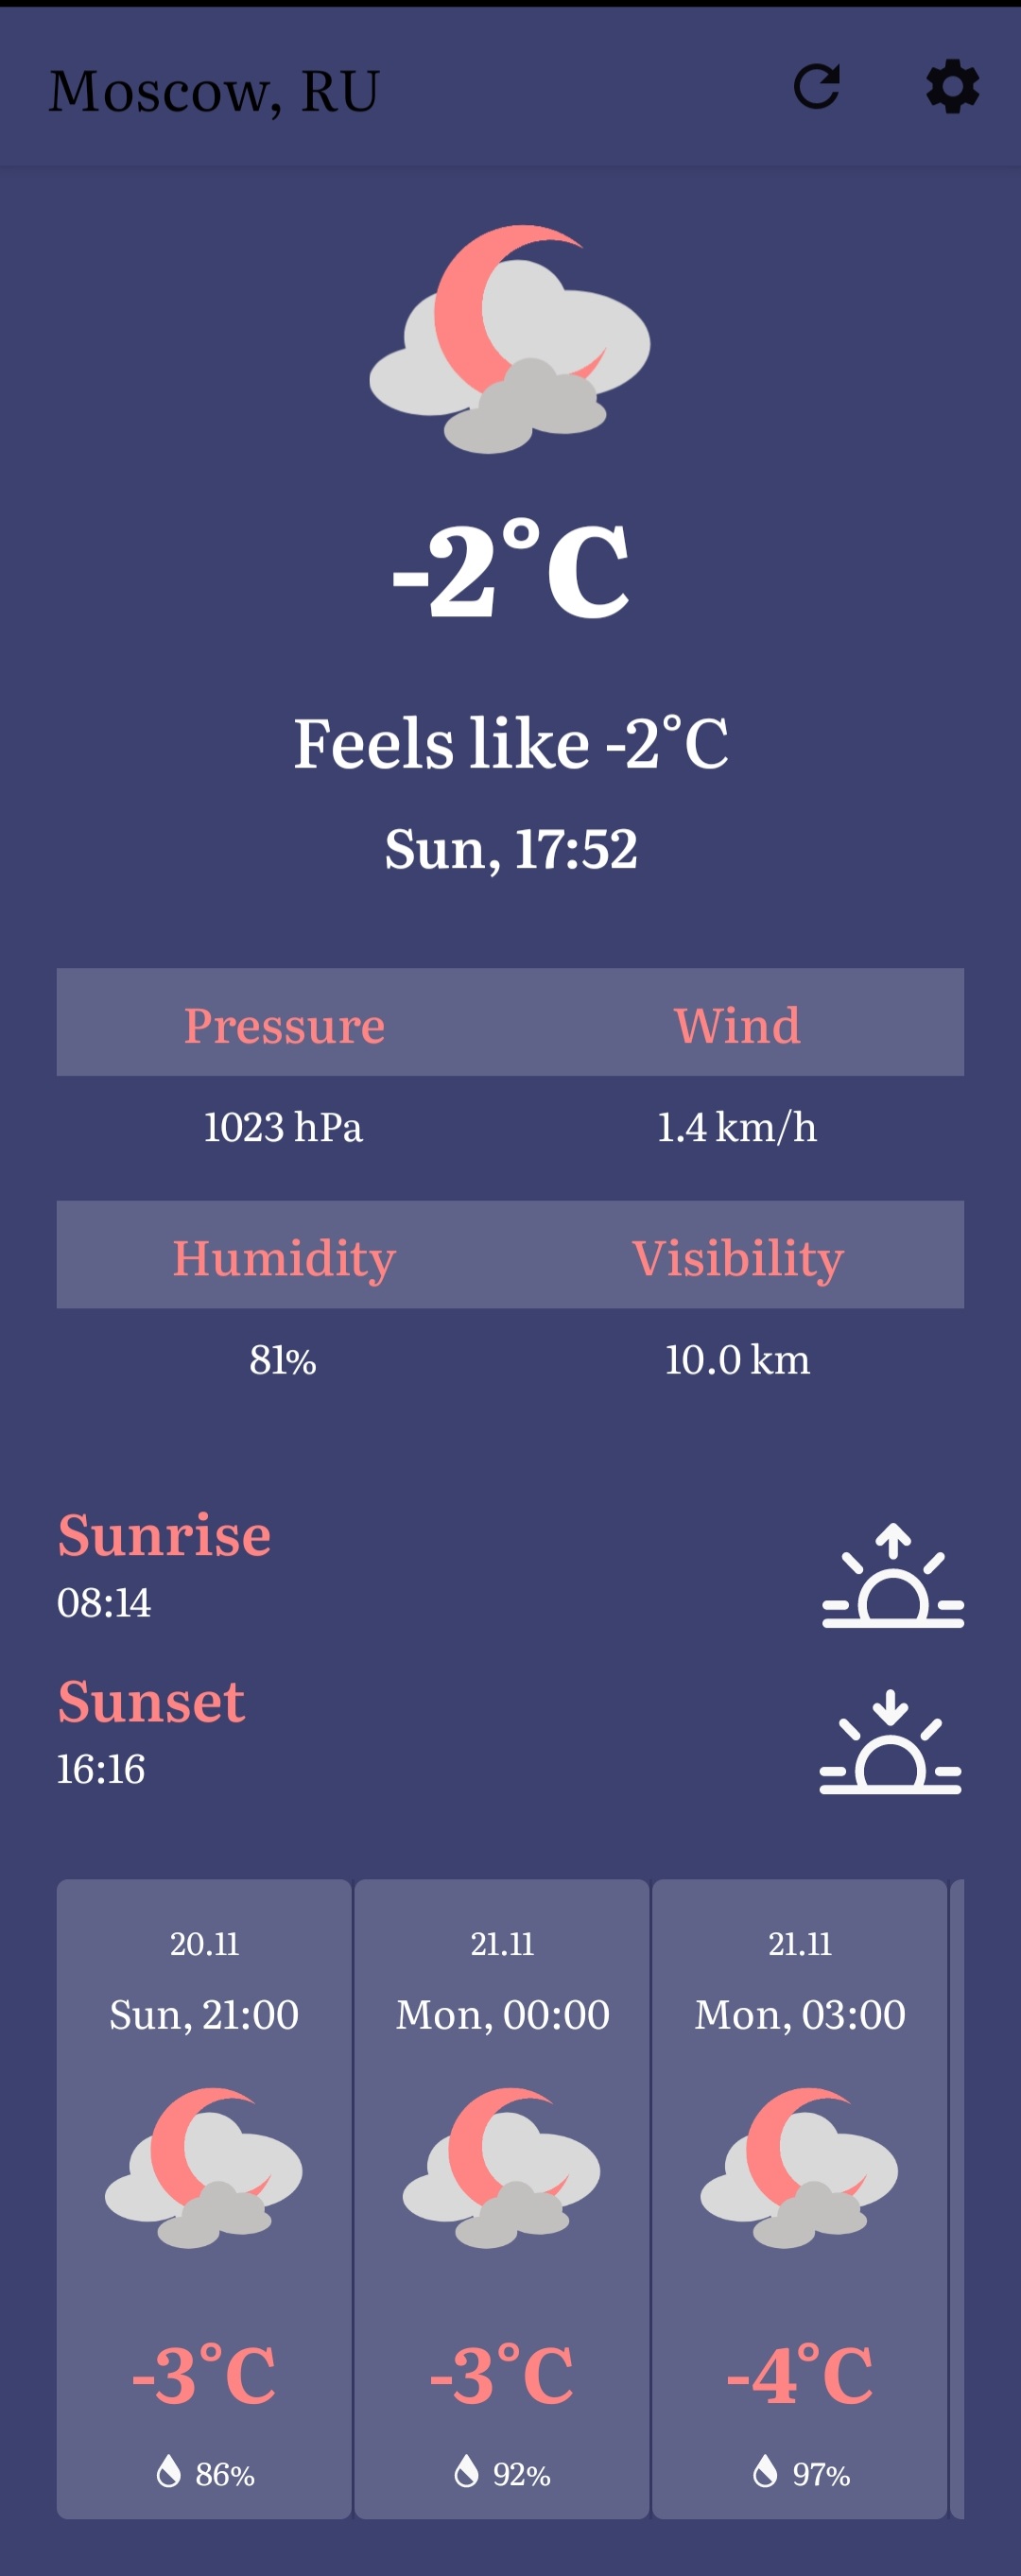 Moscow, RU
-2°C
Feels like -2°C
Sun, 17:52
Pressure Wind
1023 hPa 1.4 km/h
Humidity Visibility
81% 10.0 km
Sunrise
08:14
Sunset
16:16
20.11 21.11 21.11
Sun, 21:00 Mon, 00:00 Mon, 03:00
-3°C -3°C -4°C
86% 92% 97%